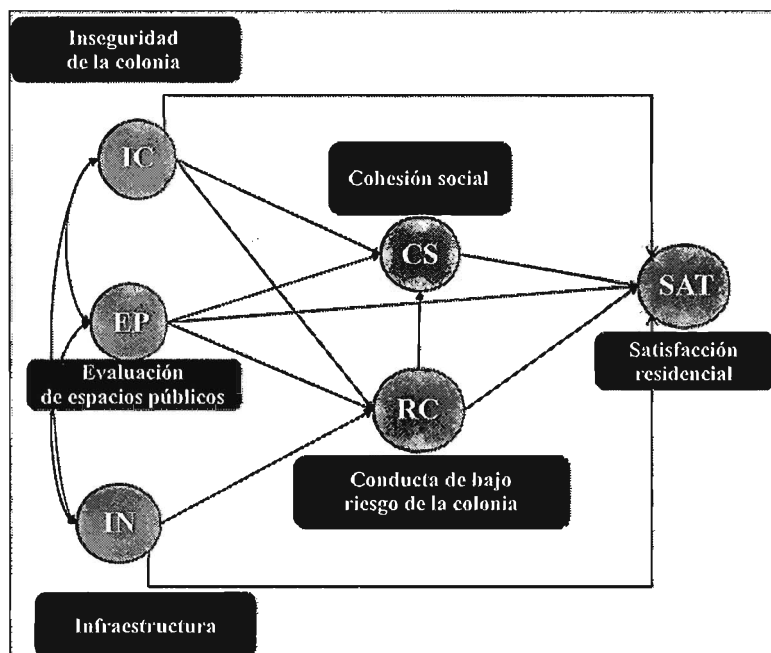 Inseguridad
de la colonia
IC
Cohesión social
CS
SAT
EP
Evaluación
de espacios públicos
Satisfacción
residencial
RC
Conducta de bajo
riesgo de la colonia
IN
Infraestructura